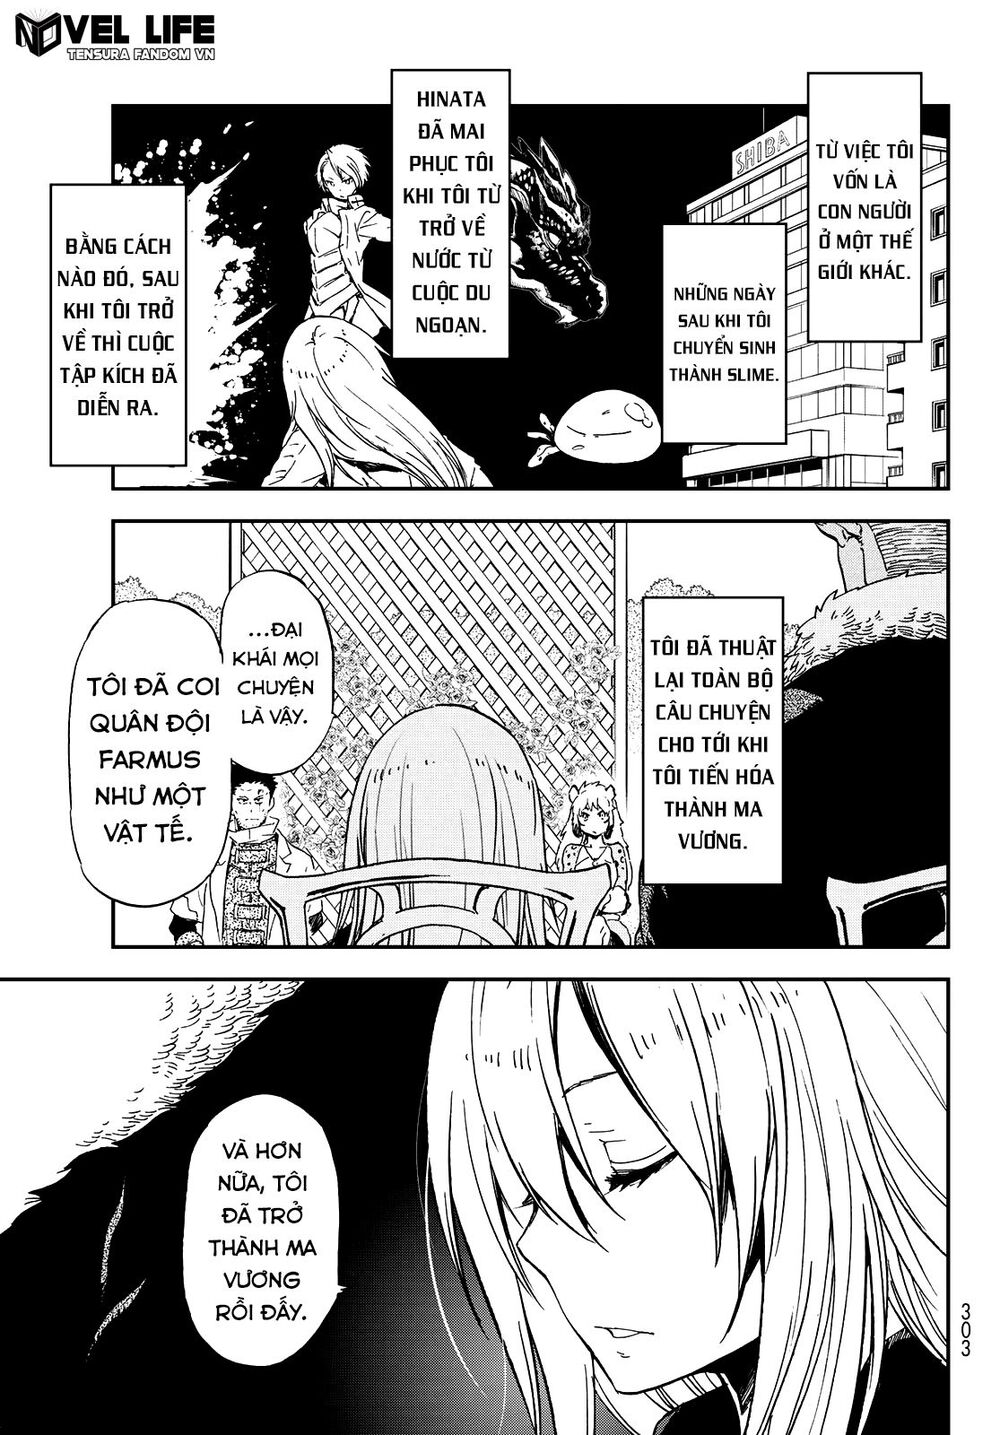 NOVEL LIFE
TENSURA FANDOM VN
SHIBA
TỪ VIỆC TÔI
VỐN LÀ
CON NGƯỜI
Ở MỘT THẾ
GIỚI KHÁC.
NHỮNG NGÀY
SAU KHI TÔI
CHUYỂN SINH
THÀNH SLIME.
HINATA
ĐÃ MAI
PHỤC TÔI
KHI TÔI TỪ
TRỞ VỀ
NƯỚC TỪ
CUỘC DU
NGOẠN.
BẰNG CÁCH
NÀO ĐÓ, SAU
KHI TÔI TRỞ
VỀ THÌ CUỘC
TẬP KÍCH ĐÃ
DIỄN RA.
TÔI ĐÃ THUẬT
LẠI TOÀN BỘ
CÂU CHUYỆN
CHO TỚI KHI
TÔI TIẾN HÓA
THÀNH MA
VƯƠNG.
...ĐẠI
KHÁI MỌI
CHUYỆN
LÀ VẬY.
TÔI ĐÃ COI
QUÂN ĐỘI
FARMUS
NHƯ MỘT
VẬT TẾ.
VÀ HƠN
NỮA, TÔI
ĐÃ TRỞ
THÀNH MA
VƯƠNG
RỒI ĐẤY.
303